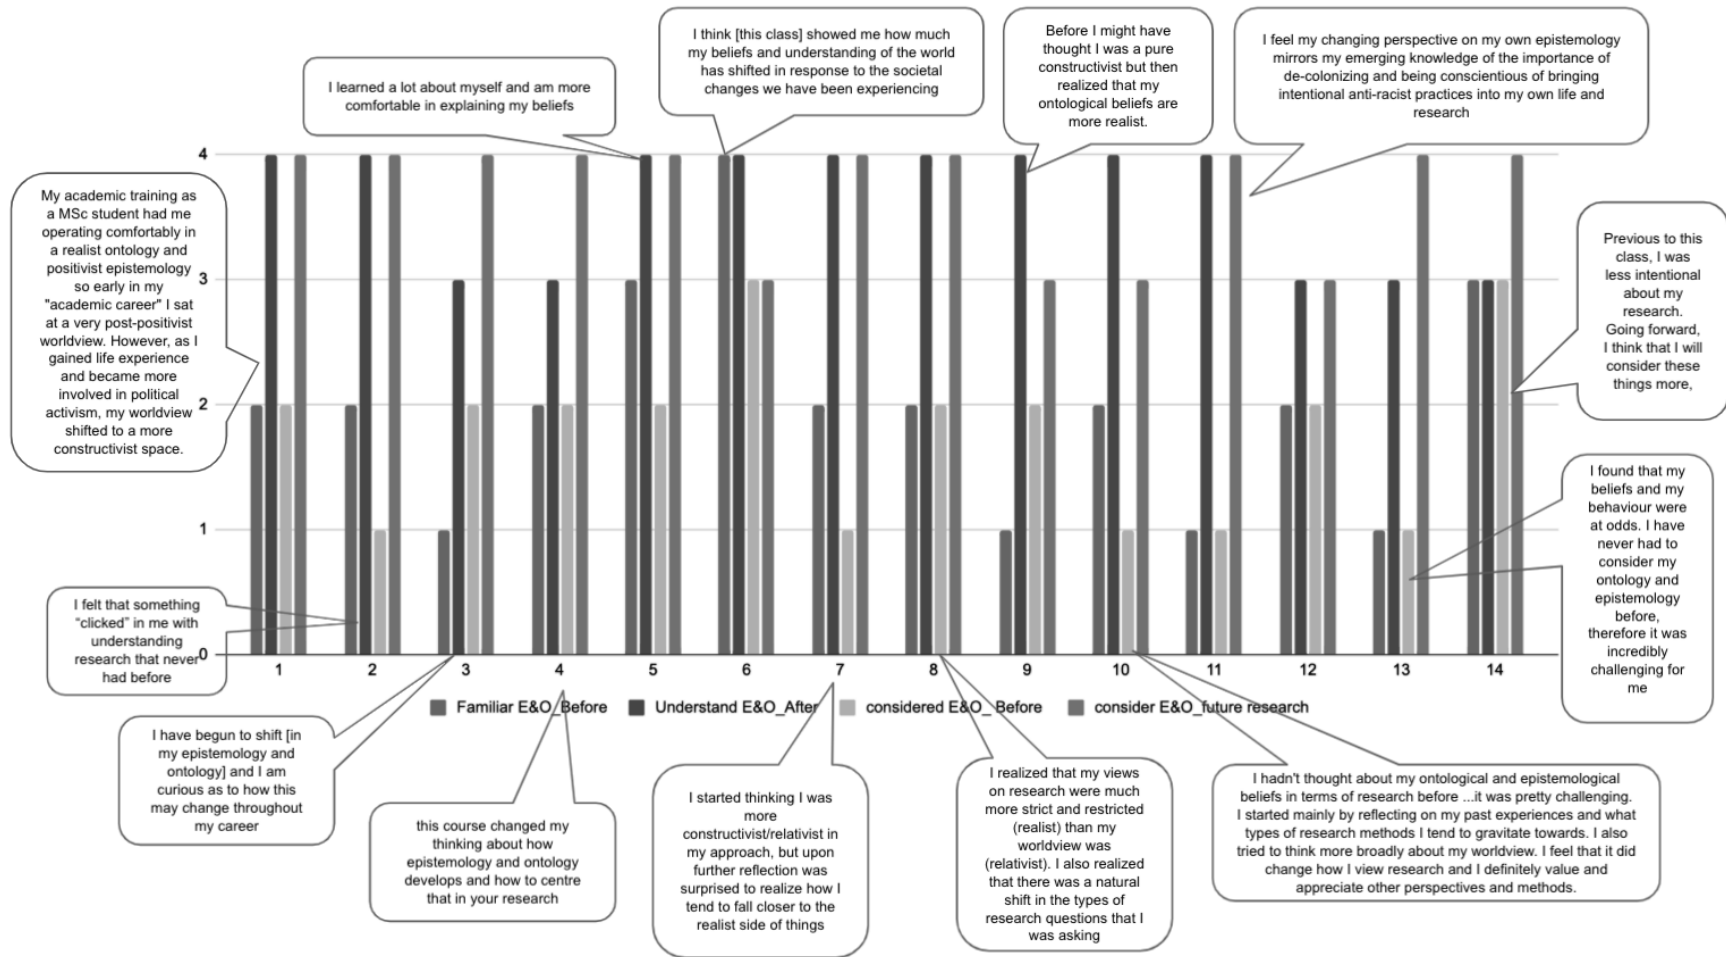 I learned a lot about myself and am more
comfortable in explaining my beliefs
I think [this class] showed me how much
my beliefs and understanding of the world
has shifted in response to the societal
changes we have been experiencing
Before I might have
thought I was a pure
constructivist but then
realized that my
ontological beliefs are
more realist.
I feel my changing perspective on my own epistemology
mirrors my emerging knowledge of the importance of
de-colonizing and being conscientious of bringing
intentional anti-racist practices into my own life and
research
My academic training as
a MSc student had me
operating comfortably in
a realist ontology and
positivist epistemology
so early in my
"academic career" I sat
at a very post-positivist
worldview. However, as I
gained life experience
and became more
involved in political
activism, my worldview
shifted to a more
constructivist space.
Previous to this
class, I was
less intentional
about my
research.
Going forward,
I think that I will
consider these
things more,
I found that my
beliefs and my
behaviour were
at odds. I have
never had to
consider my
ontology and
epistemology
before,
therefore it was
incredibly
challenging for
me
I felt that something
“clicked” in me with
understanding
research that never
had before
4
3
2
1
0
1 2 3 4 5 6 7 8 9 10 11 12 13 14
Familiar E&O_Before Understand E&O_After considered E&O_ Before consider E&O_future research
I have begun to shift [in
my epistemology and
ontology] and I am
curious as to how this
may change throughout
my career
this course changed my
thinking about how
epistemology and ontology
develops and how to centre
that in your research
I started thinking I was
more
constructivist/relativist in
my approach, but upon
further reflection was
surprised to realize how I
tend to fall closer to the
realist side of things
I realized that my views
on research were much
more strict and restricted
(realist) than my
worldview was
(relativist). I also realized
that there was a natural
shift in the types of
research questions that I
was asking
I hadn't thought about my ontological and epistemological
beliefs in terms of research before ...it was pretty challenging.
I started mainly by reflecting on my past experiences and what
types of research methods I tend to gravitate towards. I also
tried to think more broadly about my worldview. I feel that it did
change how I view research and I definitely value and
appreciate other perspectives and methods.